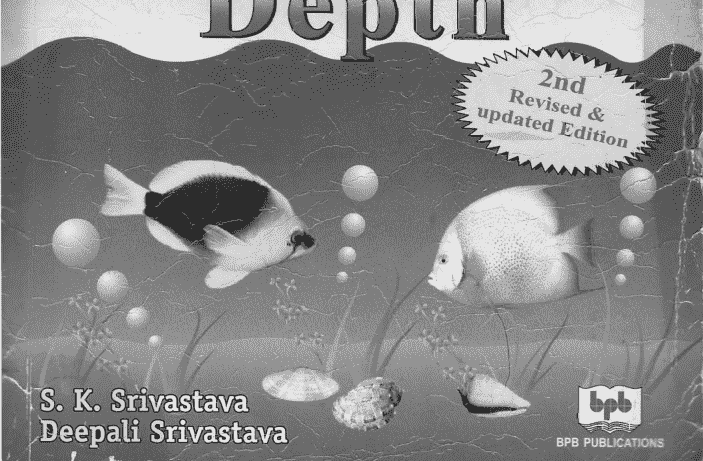 Depth
2nd
Revised &
updated Edition
S. K. Srivastava
Deepali Srivastava
bpb
BPB PUBLICATIONS